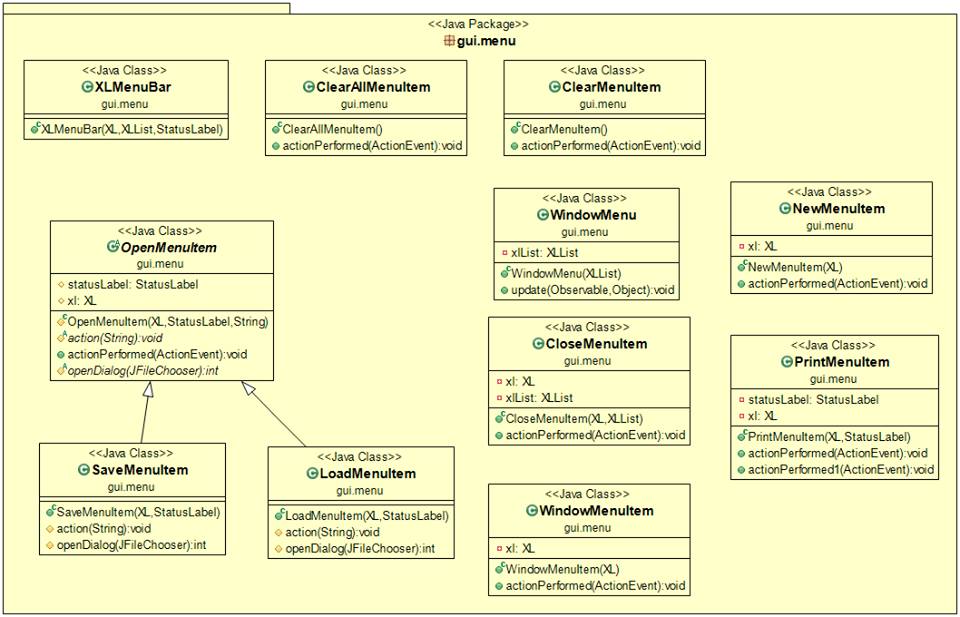 <<Java Package>>
gui.menu
<<Java Class>>
XLMenuBar
gui.menu
XLMenuBar(XL,XLList,StatusLabel)
<<Java Class>>
ClearAllMenuItem
gui.menu
ClearAllMenuItem()
actionPerformed(ActionEvent):void
<<Java Class>>
ClearMenuItem
gui.menu
ClearMenuItem()
actionPerformed(ActionEvent):void
<<Java Class>>
OpenMenuItem
gui.menu
statusLabel: StatusLabel
xl: XL
OpenMenuItem(XL,StatusLabel,String)
action(String):void
actionPerformed(ActionEvent):void
openDialog(JFileChooser):int
<<Java Class>>
WindowMenu
gui.menu
xlList: XLList
WindowMenu(XLList)
update(Observable,Object):void
<<Java Class>>
NewMenuItem
gui.menu
xl: XL
NewMenuItem(XL)
actionPerformed(ActionEvent):void
<<Java Class>>
CloseMenuItem
gui.menu
xl: XL
xlList: XLList
CloseMenuItem(XL,XLList)
actionPerformed(ActionEvent):void
<<Java Class>>
PrintMenuItem
gui.menu
statusLabel: StatusLabel
xl: XL
PrintMenuItem(XL,StatusLabel)
actionPerformed(ActionEvent):void
actionPerformed1(ActionEvent):void
<<Java Class>>
SaveMenuItem
gui.menu
SaveMenuItem(XL,StatusLabel)
action(String):void
openDialog(JFileChooser):int
<<Java Class>>
LoadMenuItem
gui.menu
LoadMenuItem(XL,StatusLabel)
action(String):void
openDialog(JFileChooser):int
<<Java Class>>
WindowMenuItem
gui.menu
xl: XL
WindowMenuItem(XL)
actionPerformed(ActionEvent):void